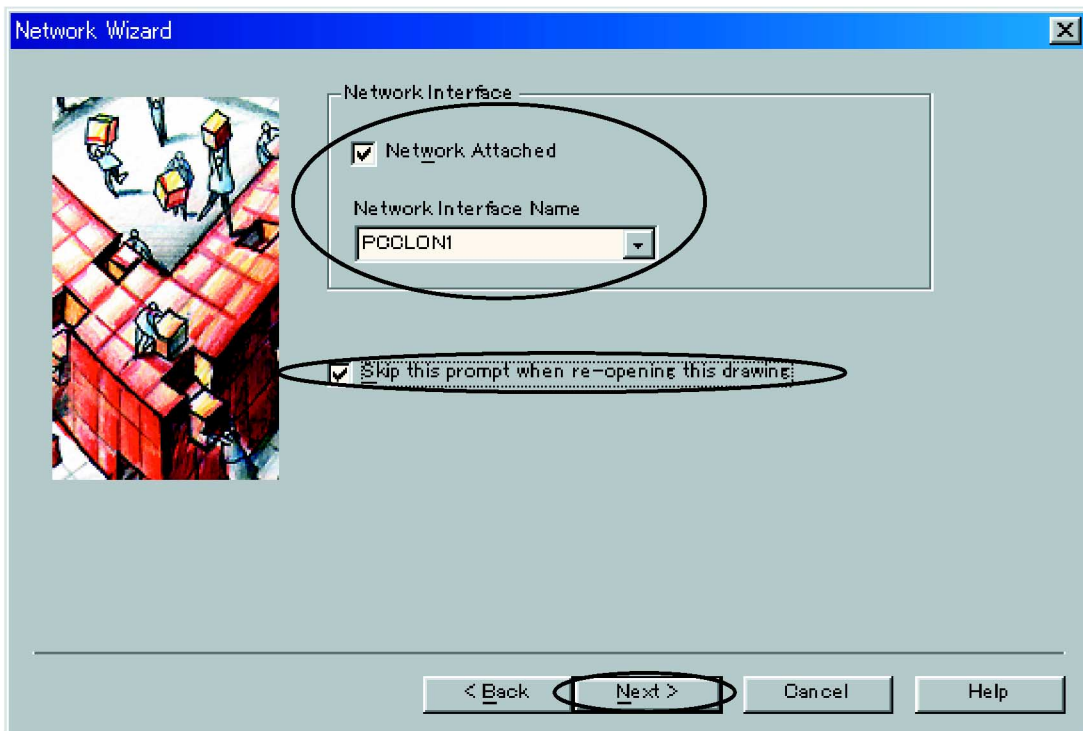 Network Wizard
Network Interface
Network Attached
Network Interface Name
PCCLON1
Skip this prompt when re-opening this drawing
< Back Next > Cancel Help